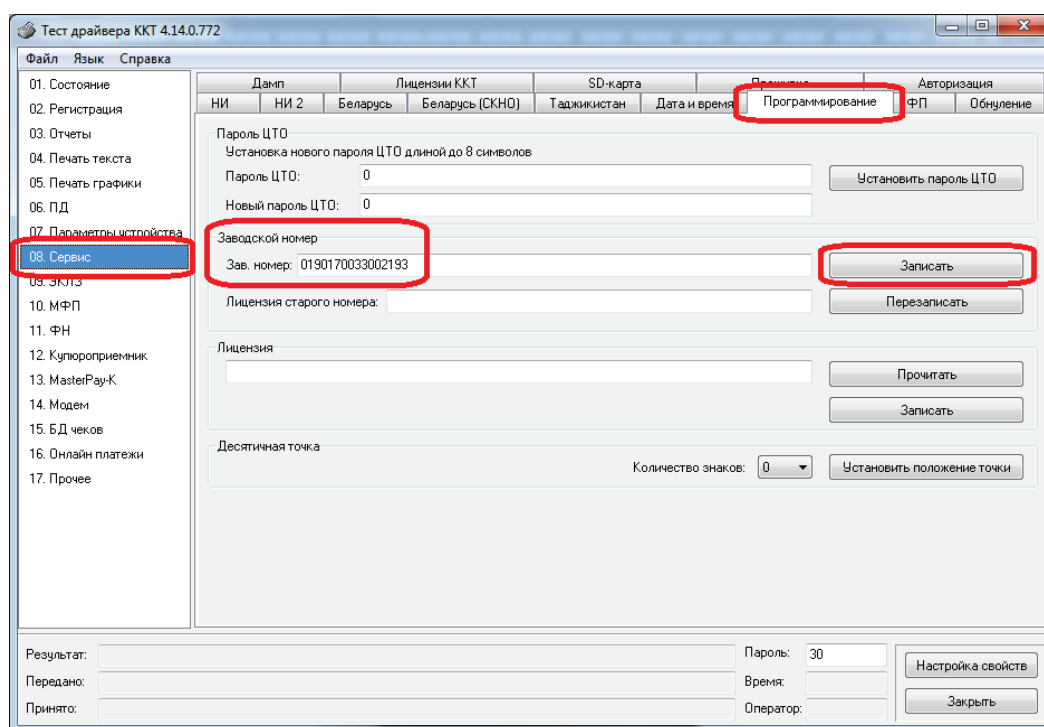 Тест драйвера ККТ 4.14.0.772
Файл Язык Справка
01. Состояние
02. Регистрация
03. Отчеты
04. Печать текста
05. Печать графики
06. ПД
07. Параметры устройства
08. Сервис
09. ЭКЛЗ
10. МФП
11. ФН
12. Купюроприемник
13. MasterPay-K
14. Модем
15. БД чеков
16. Онлайн платежи
17. Прочее
Дамп Лицензии ККТ SD-карта Прошивка Авторизация
НИ НИ 2 Беларусь Беларусь (СКНО) Таджикистан Дата и время Программирование ФП Обнуление
Пароль ЦТО
Установка нового пароля ЦТО длиной до 8 символов
Пароль ЦТО: 0 Установить пароль ЦТО
Новый пароль ЦТО: 0
Заводской номер
Зав. номер: 0190170033002193 Записать
Лицензия старого номера: Перезаписать
Лицензия
Прочитать
Записать
Десятичная точка
Количество знаков: 0 Установить положение точки
Результат: Пароль: 30 Настройка свойств
Передано: Время:
Принято: Оператор: Закрыть